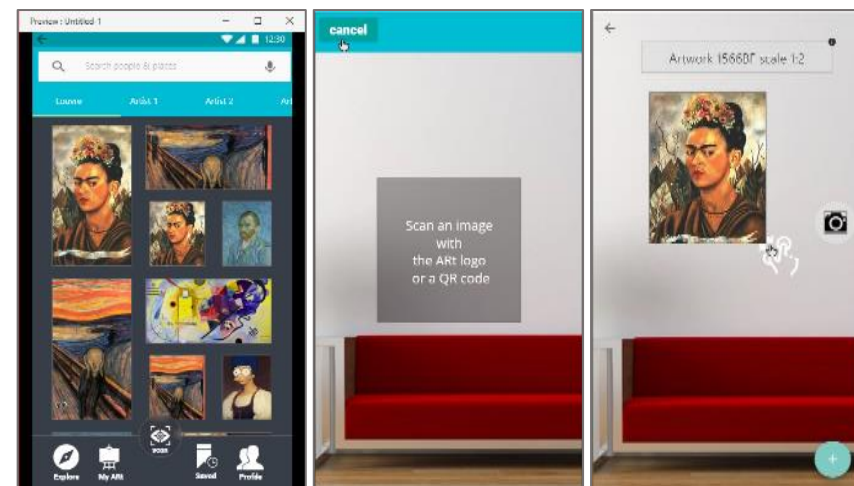 Preview : Untitled-1
12:30
Search people & places
Louvre
Artist 1
Artist 2
Explore
My ARt
Saved
Profile
cancel
Scan an image
with
the ARt logo
or a QR code
Artwork 1566DF scale 1:2